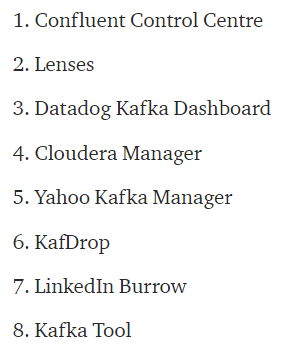 1. Confluent Control Centre
2. Lenses
3. Datadog Kafka Dashboard
4. Cloudera Manager
5. Yahoo Kafka Manager
6. KafDrop
7. LinkedIn Burrow
8. Kafka Tool